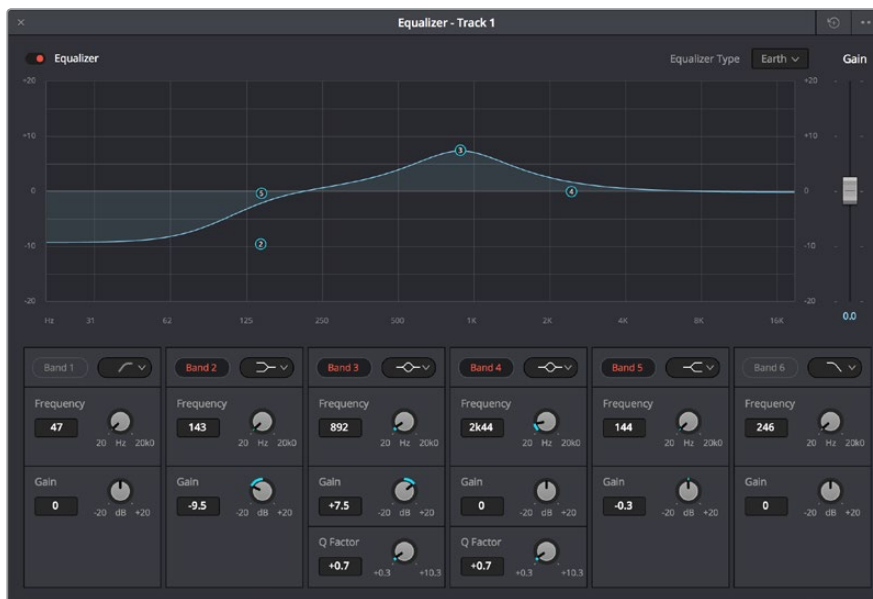 Equalizer - Track 1
Equalizer
Equalizer Type Earth Gain
+20 +20
+10 +10
0 0
-10 -10
-20 -20
5 3 4 2
Hz 31 62 125 250 500 1K 2K 4K 8K 16K
0.0
Band 1 Band 2 Band 3 Band 4 Band 5 Band 6
Frequency Frequency Frequency Frequency Frequency Frequency
47 143 892 2k44 144 246
20 Hz 20k0 20 Hz 20k0 20 Hz 20k0 20 Hz 20k0 20 Hz 20k0 20 Hz 20k0
Gain Gain Gain Gain Gain Gain
0 -9.5 +7.5 0 -0.3 0
-20 dB +20 -20 dB +20 -20 dB +20 -20 dB +20 -20 dB +20 -20 dB +20
Q Factor Q Factor
+0.7 +0.7
+0.3 +10.3 +0.3 +10.3